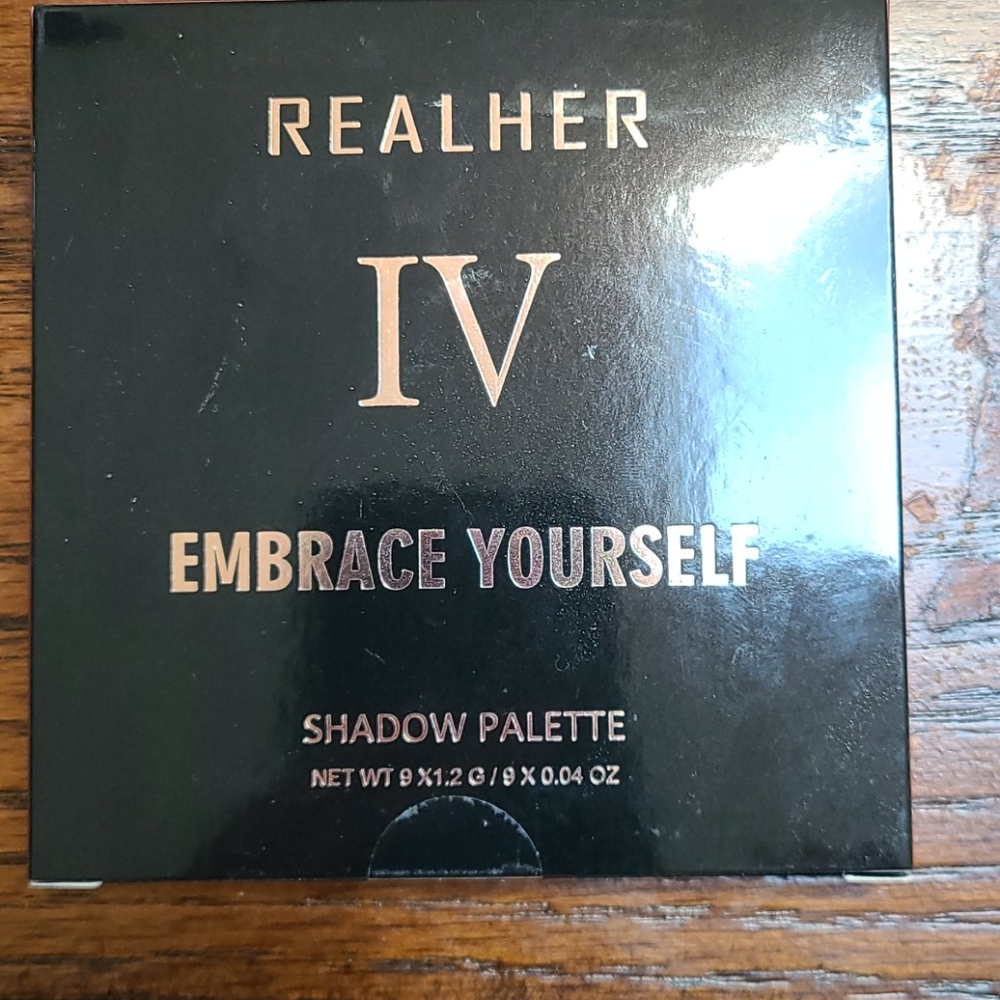 REALHER
IV
EMBRACE YOURSELF
SHADOW PALETTE
NET WT 9 X1.2 G / 9 X 0.04 OZ